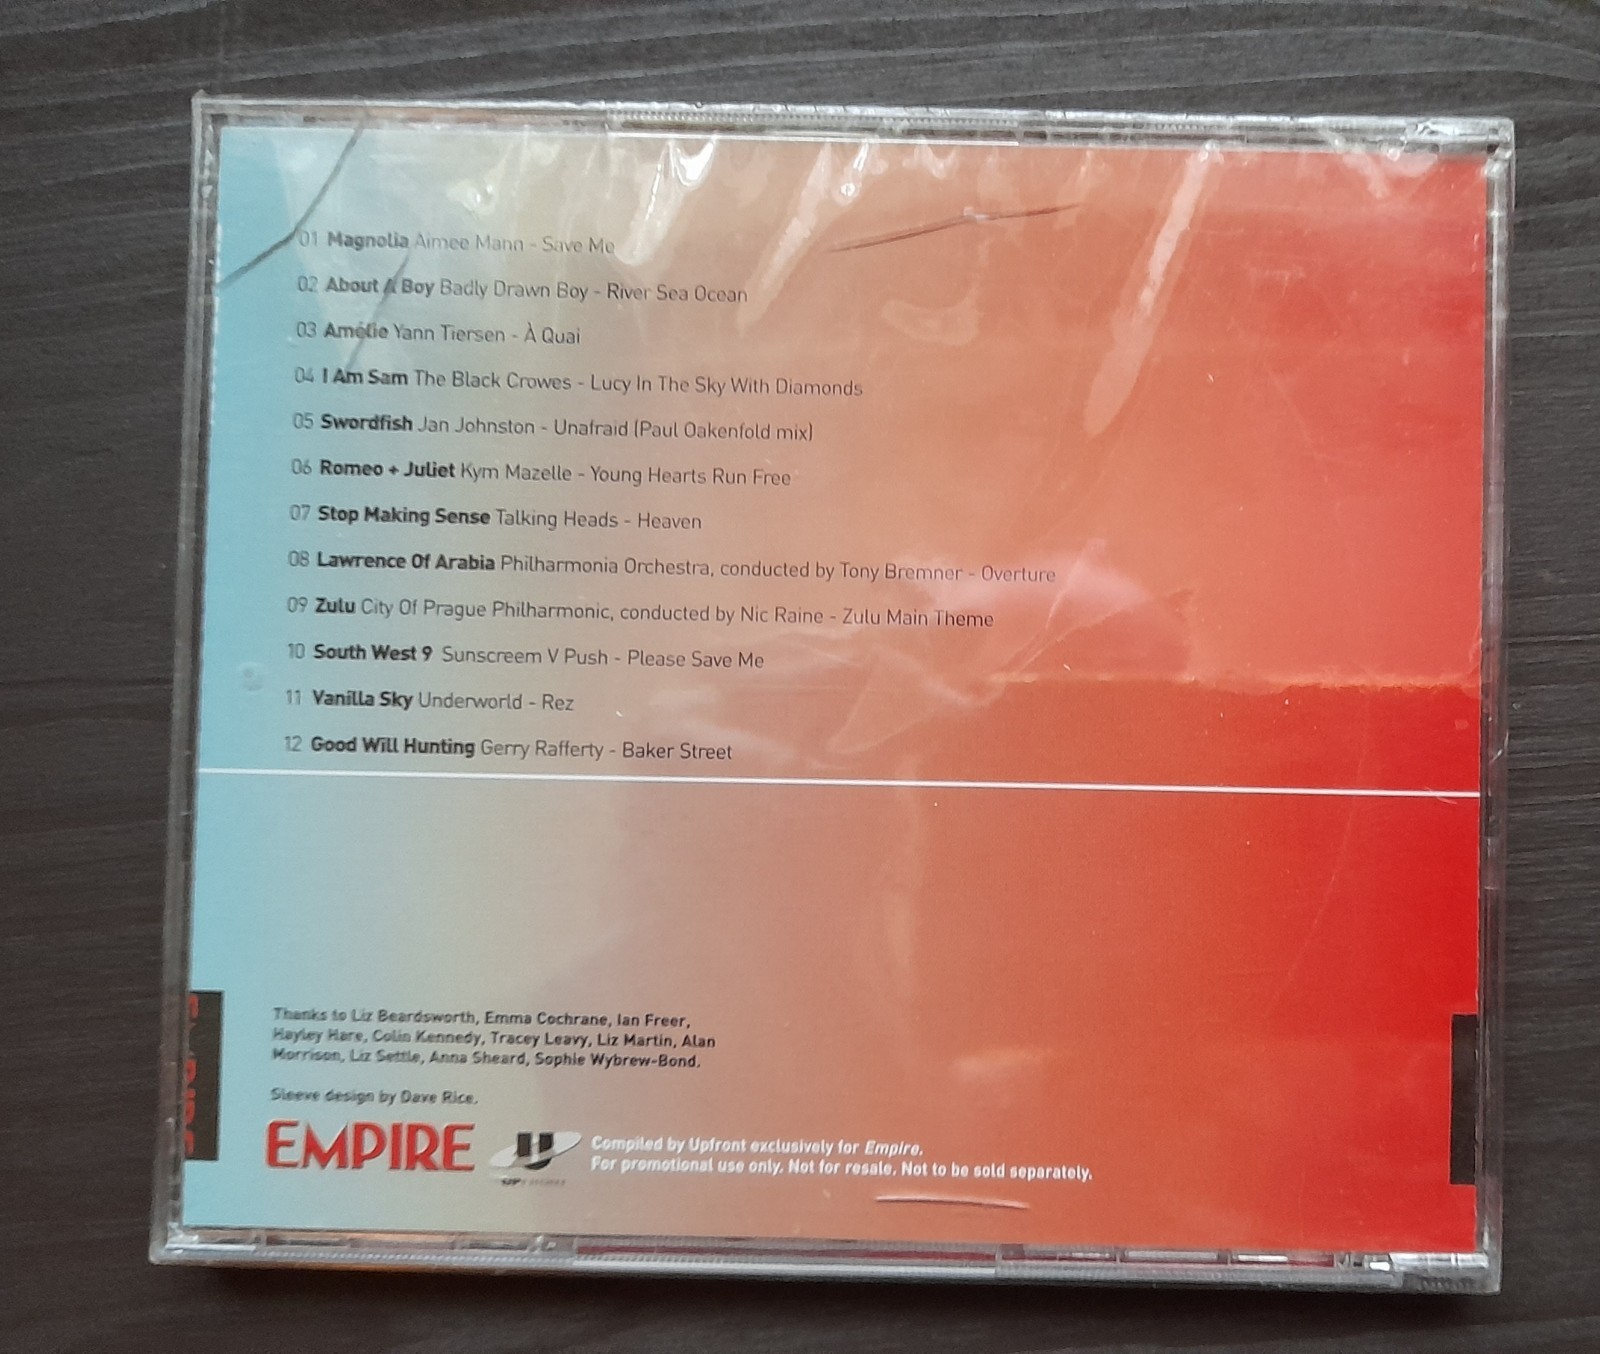 01 Magnolia Aimee Mann - Save Me
02 About A Boy Badly Drawn Boy - River Sea Ocean
03 Amélie Yann Tiersen - À Quai
04 I Am Sam The Black Crowes - Lucy In The Sky With Diamonds
05 Swordfish Jan Johnston - Unafraid (Paul Oakenfold mix)
06 Romeo + Juliet Kym Mazelle - Young Hearts Run Free
07 Stop Making Sense Talking Heads - Heaven
08 Lawrence Of Arabia Philharmonia Orchestra, conducted by Tony Bremner - Overture
09 Zulu City Of Prague Philharmonic, conducted by Nic Raine - Zulu Main Theme
10 South West 9 Sunscreem V Push - Please Save Me
11 Vanilla Sky Underworld - Rez
12 Good Will Hunting Gerry Rafferty - Baker Street
Thanks to Liz Beardsworth, Emma Cochrane, Ian Freer,
Hayley Hare, Colin Kennedy, Tracey Leavy, Liz Martin, Alan
Morrison, Liz Settle, Anna Sheard, Sophie Wybrew-Bond.
Sleeve design by Dave Rice.
EMPIRE
Compiled by Upfront exclusively for Empire.
For promotional use only. Not for resale. Not to be sold separately.